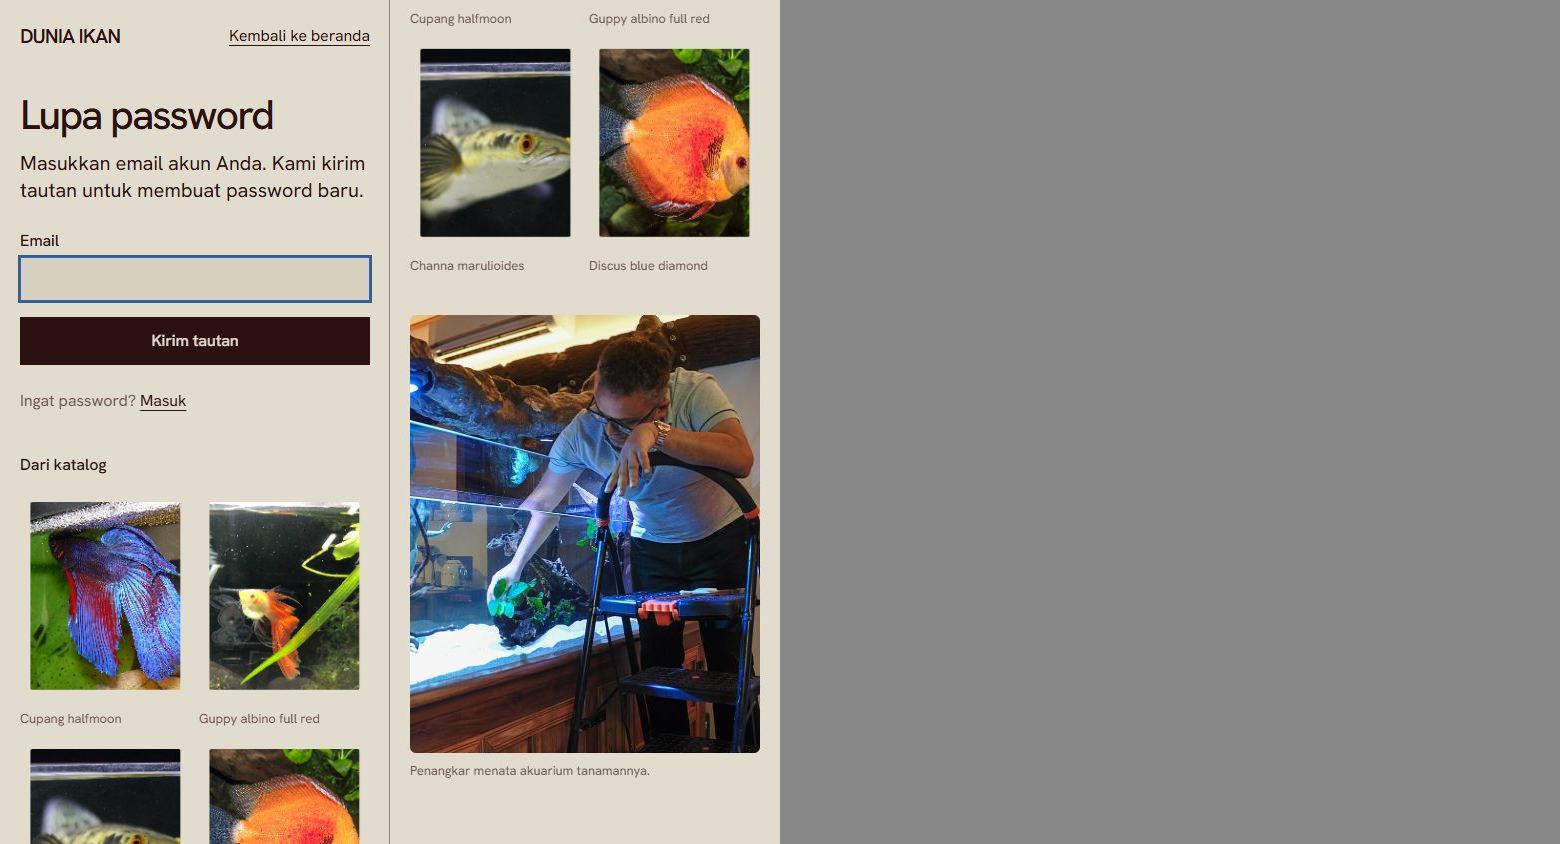 DUNIA IKAN
Kembali ke beranda
Lupa password
Masukkan email akun Anda. Kami kirim
tautan untuk membuat password baru.
Email
Kirim tautan
Ingat password? Masuk
Dari katalog
Cupang halfmoon
Guppy albino full red
Cupang halfmoon
Guppy albino full red
Channa marulioides
Discus blue diamond
Penangkar menata akuarium tanamannya.